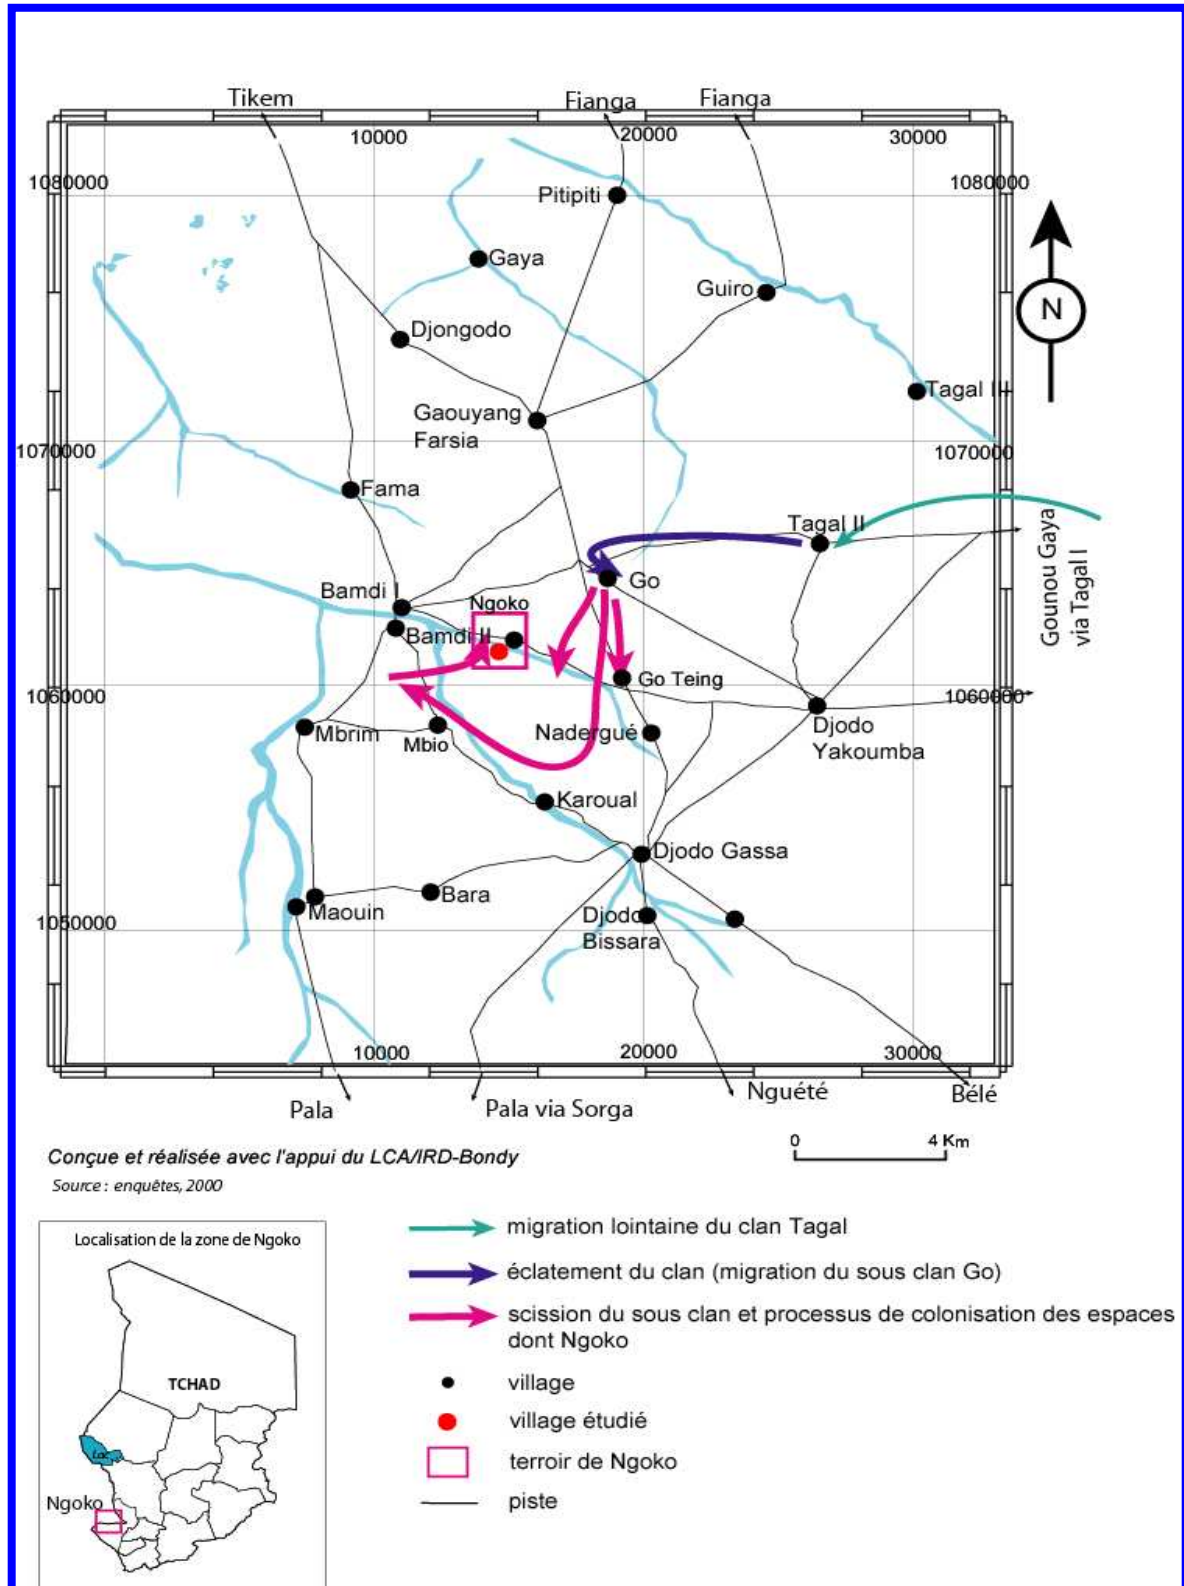 Tikem
Fianga
Fianga
10000
20000
30000
1080000
1080000
Pitipiti
Gaya
Guiro
N
Djongodo
Tagal III
Gaouyang
Farsia
1070000
1070000
Fama
Tagal II
Gounou Gaya
via Tagal I
Go
Bamdi I
Ngoko
Bamdi II
Go Teing
1060000
1060000
Mbrim
Mbio
Nadergué
Djodo
Yakoumba
Karoual
Djodo Gassa
Bara
Maouin
Djodo
Bissara
1050000
10000
20000
30000
Pala
Pala via Sorga
Nguété
Bélé
0 4 Km
Conçue et réalisée avec l'appui du LCA/IRD-Bondy
Source : enquêtes, 2000
Localisation de la zone de Ngoko
TCHAD
Lac
Ngoko
migration lointaine du clan Tagal
éclatement du clan (migration du sous clan Go)
scission du sous clan et processus de colonisation des espaces
dont Ngoko
village
village étudié
terroir de Ngoko
piste